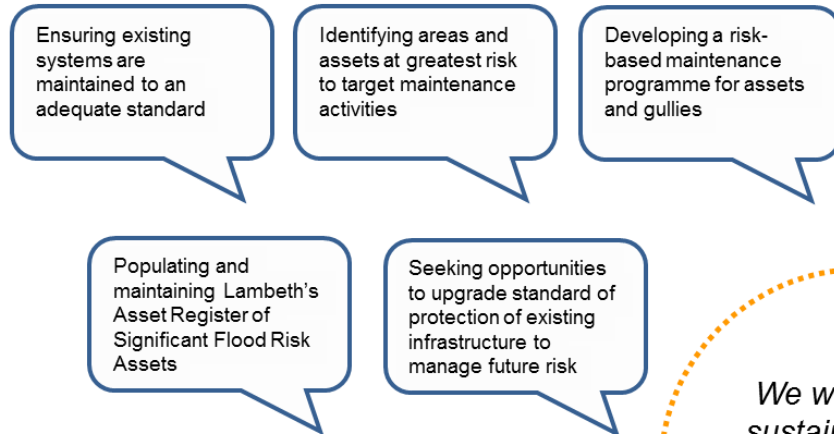 Ensuring existing
systems are
maintained to an
adequate standard
Identifying areas and
assets at greatest risk
to target maintenance
activities
Developing a risk-
based maintenance
programme for assets
and gullies
Populating and
maintaining Lambeth's
Asset Register of
Significant Flood Risk
Assets
Seeking opportunities
to upgrade standard of
protection of existing
infrastructure to
manage future risk
We w
sustain